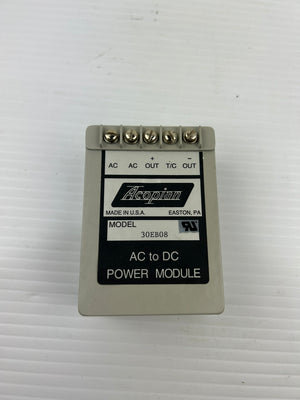 + −
AC AC OUT T/C OUT
Acopian
MADE IN U.S.A. EASTON, PA
MODEL
30EB08
AC to DC
POWER MODULE